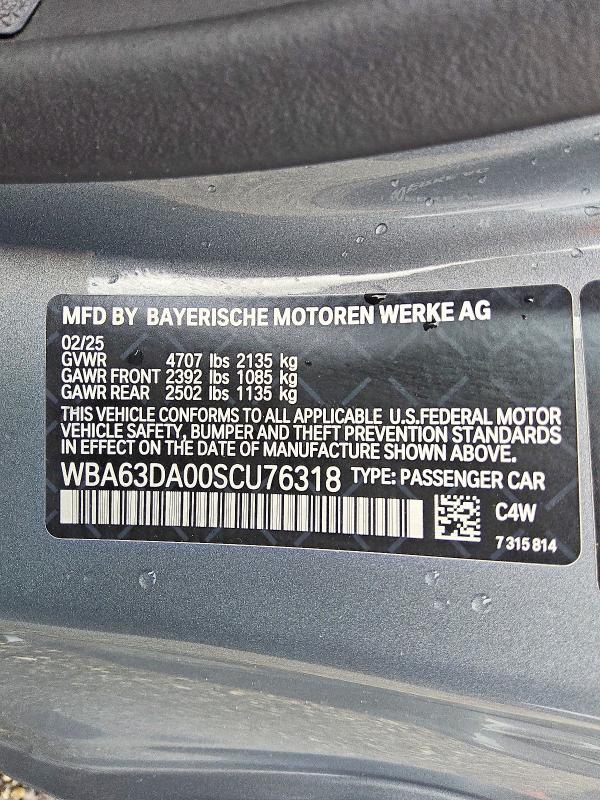 MFD BY BAYERISCHE MOTOREN WERKE AG
02/25
GVWR 4707 lbs 2135 kg
GAWR FRONT 2392 lbs 1085 kg
GAWR REAR 2502 lbs 1135 kg
THIS VEHICLE CONFORMS TO ALL APPLICABLE U.S.FEDERAL MOTOR
VEHICLE SAFETY, BUMPER AND THEFT PREVENTION STANDARDS
IN EFFECT ON THE DATE OF MANUFACTURE SHOWN ABOVE.
WBA63DA00SCU76318 TYPE: PASSENGER CAR
C4W
7 315 814